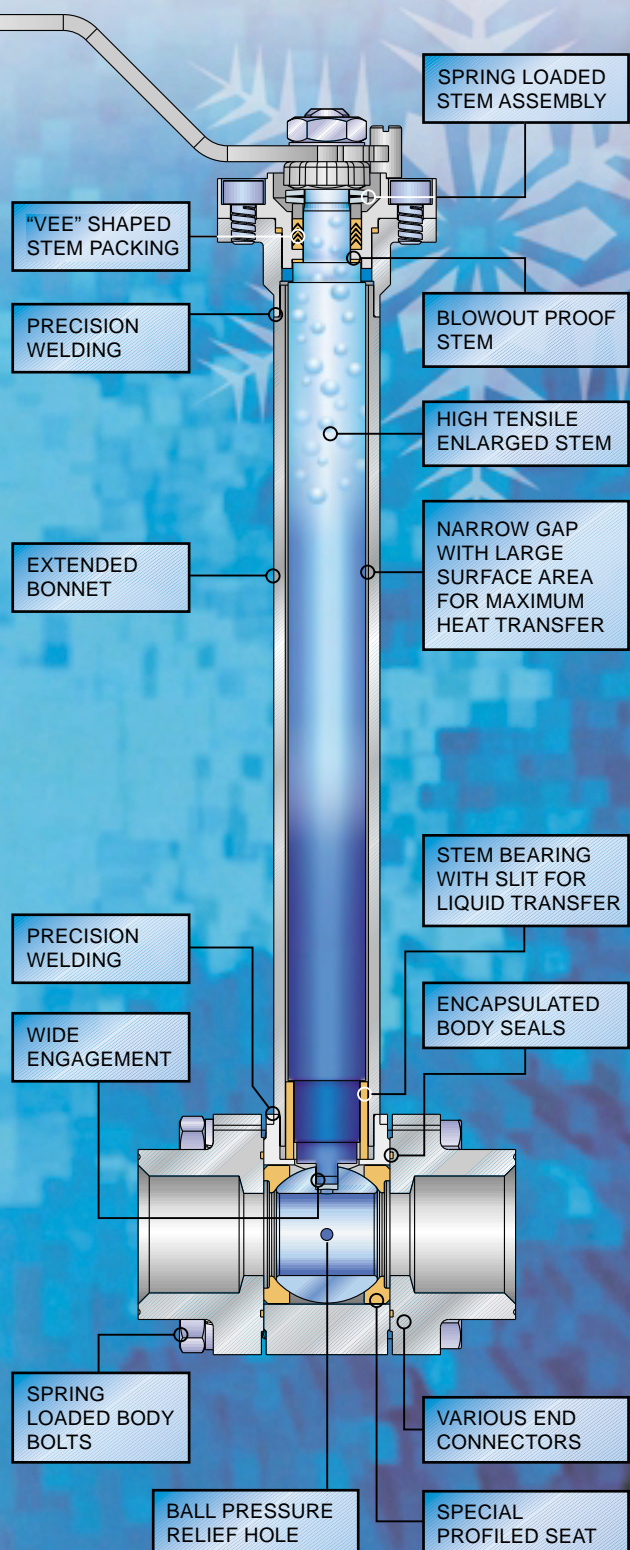 SPRING LOADED
STEM ASSEMBLY
“VEE” SHAPED
STEM PACKING
PRECISION
WELDING
BLOWOUT PROOF
STEM
HIGH TENSILE
ENLARGED STEM
EXTENDED
BONNET
NARROW GAP
WITH LARGE
SURFACE AREA
FOR MAXIMUM
HEAT TRANSFER
STEM BEARING
WITH SLIT FOR
LIQUID TRANSFER
PRECISION
WELDING
ENCAPSULATED
BODY SEALS
WIDE
ENGAGEMENT
SPRING
LOADED BODY
BOLTS
VARIOUS END
CONNECTORS
BALL PRESSURE
RELIEF HOLE
SPECIAL
PROFILED SEAT